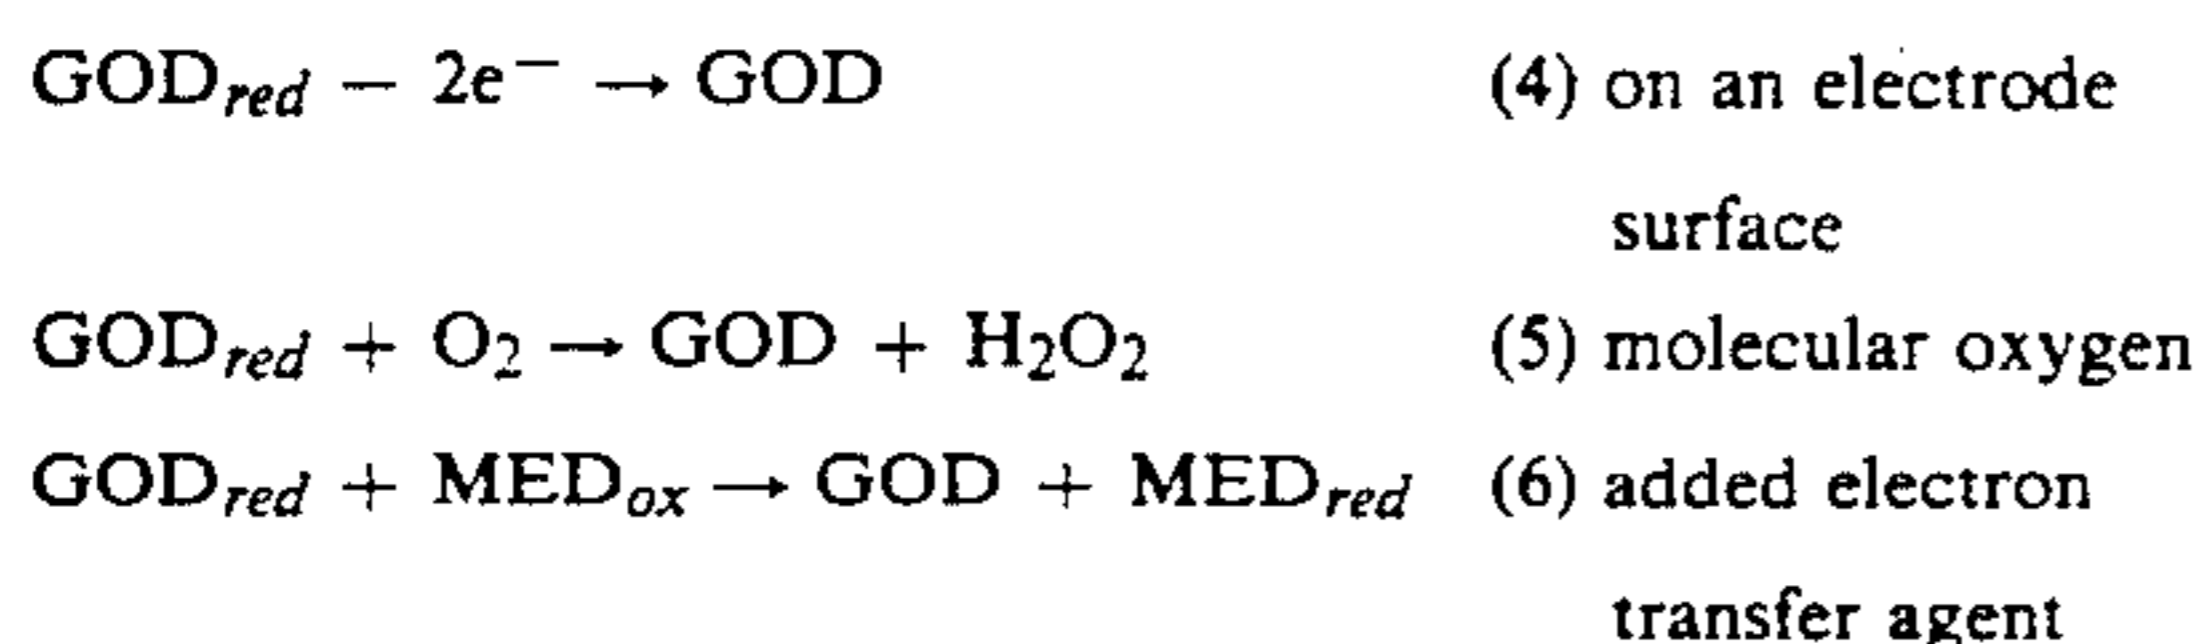 GOD_red − 2e⁻ → GOD (4) on an electrode
surface
GOD_red + O₂ → GOD + H₂O₂ (5) molecular oxygen
GOD_red + MED_ox → GOD + MED_red (6) added electron
transfer agent